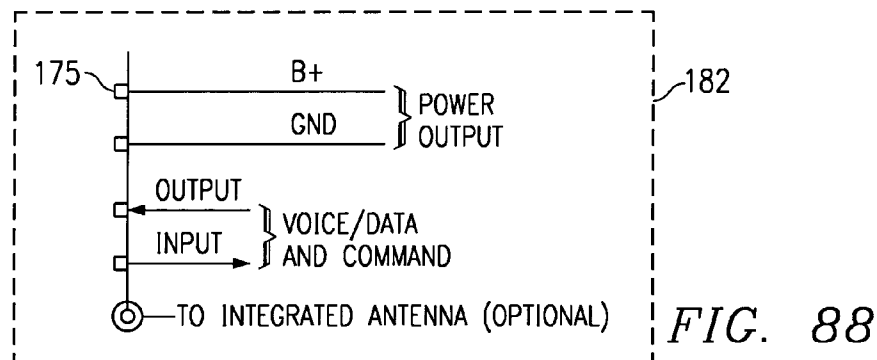 175
B+
GND
POWER
OUTPUT
182
OUTPUT
INPUT
VOICE/DATA
AND COMMAND
TO INTEGRATED ANTENNA (OPTIONAL)
FIG. 88